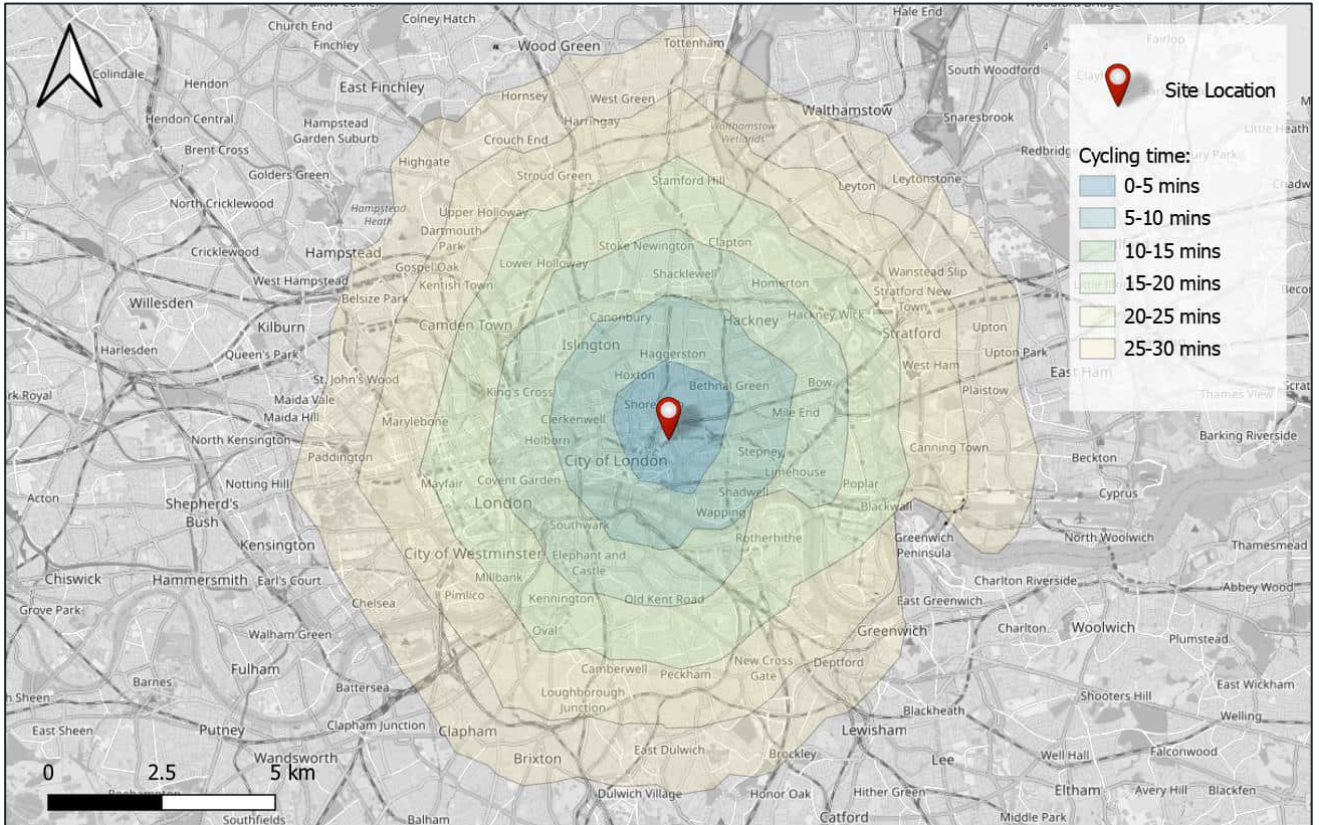 Church End
Colney Hatch
Hale End
Finchley
Wood Green
Tottenham
Fairlop
Colindale
Hendon
East Finchley
South Woodford
Site Location
Hornsey
West Green
Walthamstow
Snaresbrook
Hendon Central
Hampstead
Garden Suburb
Harringay
Walthamstow
Wetlands
Little Heath
Brent Cross
Crouch End
Highgate
Cycling time:
Golders Green
Stroud Green
Stamford Hill
Leyton
Leytonstone
0-5 mins
North Cricklewood
Hampstead
Heath
Upper Holloway
5-10 mins
Dartmouth
Park
Stoke Newington
Clapton
Cricklewood
Hampstead
10-15 mins
Gospel Oak
Lower Holloway
Shacklewell
Wanstead Slip
West Hampstead
Kentish Town
Homerton
15-20 mins
Willesden
Belsize Park
Stratford New
Town
Canonbury
Hackney
Hackney Wick
20-25 mins
Kilburn
Camden Town
Stratford
Upton
Harlesden
Queen's Park
Islington
Haggerston
25-30 mins
West Ham
Upton Park
St. John's Wood
Hoxton
Bethnal Green
Bow
East Ham
rk Royal
Maida Vale
King's Cross
Plaistow
Thames View
Maida Hill
Marylebone
Clerkenwell
Mile End
North Kensington
Holborn
Barking Riverside
Paddington
City of London
Stepney
Canning Town
Beckton
Notting Hill
Mayfair
Covent Garden
Limehouse
Poplar
Acton
Shepherd's
Bush
London
Shadwell
Cyprus
Wapping
Blackwall
Southwark
Kensington
City of Westminster
Elephant and
Castle
Rotherhithe
Greenwich
Peninsula
North Woolwich
Thamesmead
Chiswick
Hammersmith
Earl's Court
Millbank
Charlton Riverside
Abbey Wood
Grove Park
Chelsea
Pimlico
Kennington
Old Kent Road
East Greenwich
Walham Green
Oval
Greenwich
Charlton
Woolwich
Plumstead
Fulham
Camberwell
Peckham
New Cross
Gate
Deptford
Barnes
Battersea
Loughborough
Junction
Shooters Hill
East Wickham
h Sheen
Blackheath
East Sheen
Putney
Clapham Junction
Clapham
Lewisham
Welling
Wandsworth
Brixton
East Dulwich
Brockley
Lee
Well Hall
Falconwood
0 2.5 5 km
Dulwich Village
Honor Oak
Hither Green
Eltham
Avery Hill
Blackfen
Southfields
Balham
Catford
Middle Park